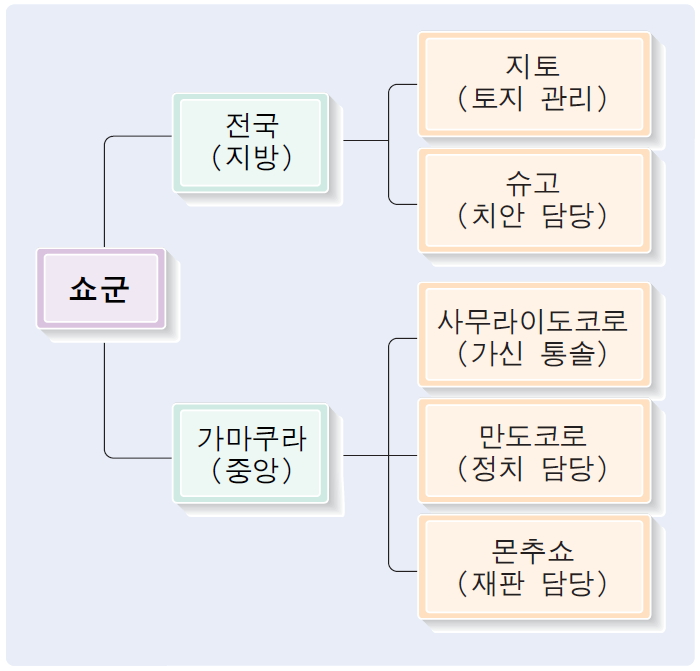 쇼군
전국
(지방)
지토
(토지 관리)
슈고
(치안 담당)
가마쿠라
(중앙)
사무라이도코로
(가신 통솔)
만도코로
(정치 담당)
몬추쇼
(재판 담당)